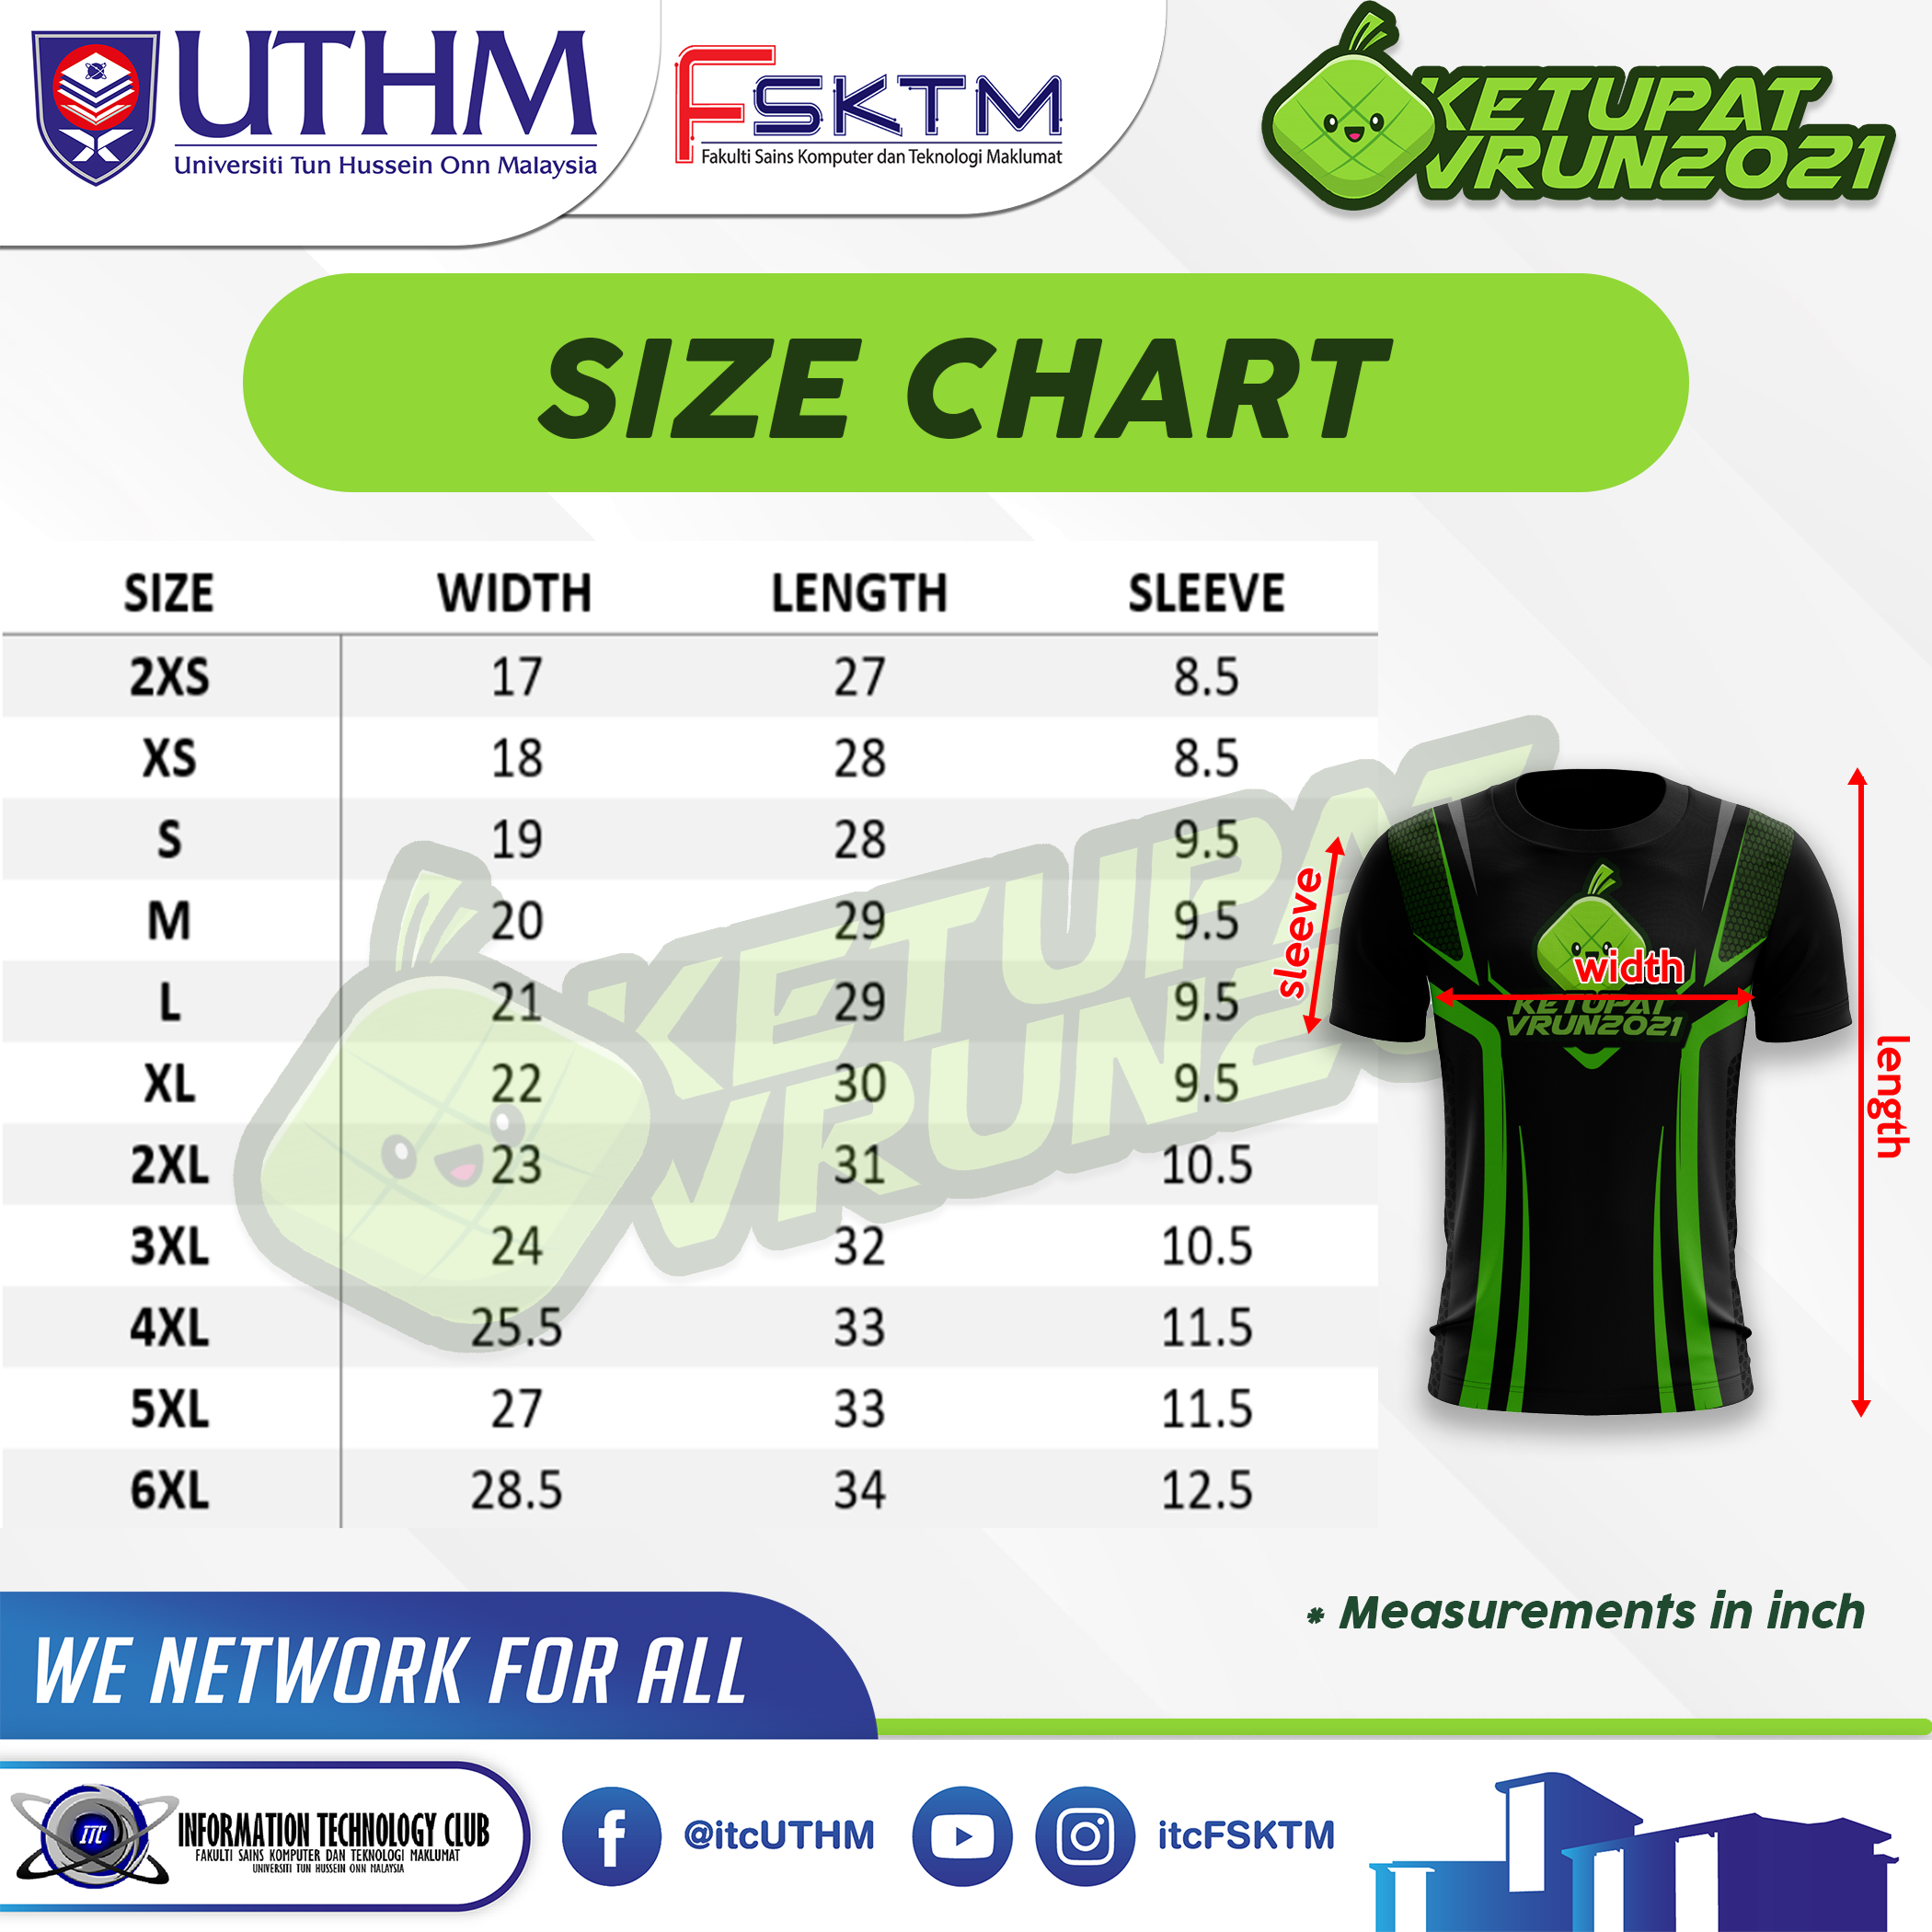 UTHM
Universiti Tun Hussein Onn Malaysia
FSKTM
Fakulti Sains Komputer dan Teknologi Maklumat
KETUPAT
VRUN2021
SIZE CHART
SIZE WIDTH LENGTH SLEEVE
2XS 17 27 8.5
XS 18 28 8.5
S 19 28 9.5
M 20 29 9.5
L 21 29 9.5
XL 22 30 9.5
2XL 23 31 10.5
3XL 24 32 10.5
4XL 25.5 33 11.5
5XL 27 33 11.5
6XL 28.5 34 12.5
KETUPAT
VRUN2021
sleeve
width
KETUPAT
VRUN2021
length
* Measurements in inch
WE NETWORK FOR ALL
ITC
INFORMATION TECHNOLOGY CLUB
FAKULTI SAINS KOMPUTER DAN TEKNOLOGI MAKLUMAT
UNIVERSITI TUN HUSSEIN ONN MALAYSIA
@itcUTHM
itcFSKTM